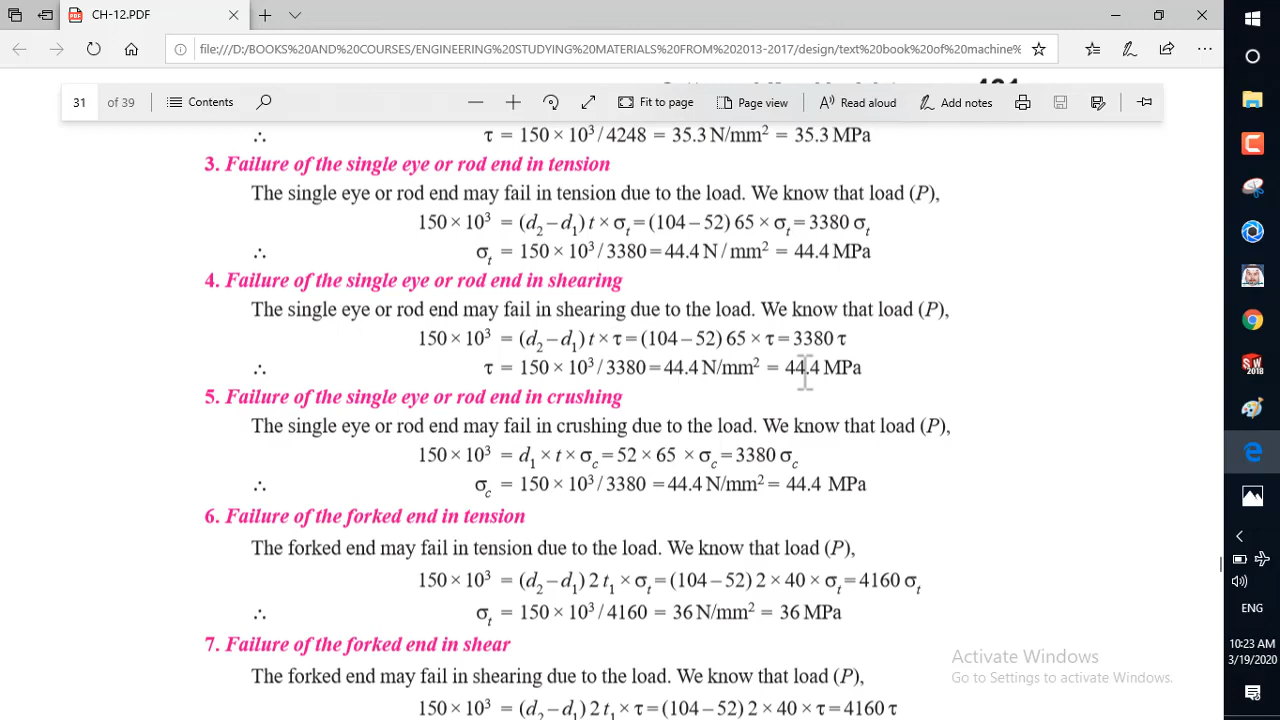 CH-12.PDF
file:///D:/BOOKS%20AND%20COURSES/ENGINEERING%20STUDYING%20MATERIALS%20FROM%202013-2017/design/text%20book%20of%20machine%
31 of 39 Contents Fit to page Page view Read aloud Add notes
∴ τ = 150 × 10³ / 4248 = 35.3 N/mm² = 35.3 MPa
3. Failure of the single eye or rod end in tension
The single eye or rod end may fail in tension due to the load. We know that load (P),
150 × 10³ = (d₂ – d₁) t × σₜ = (104 – 52) 65 × σₜ = 3380 σₜ
∴ σₜ = 150 × 10³ / 3380 = 44.4 N / mm² = 44.4 MPa
4. Failure of the single eye or rod end in shearing
The single eye or rod end may fail in shearing due to the load. We know that load (P),
150 × 10³ = (d₂ – d₁) t × τ = (104 – 52) 65 × τ = 3380 τ
∴ τ = 150 × 10³ / 3380 = 44.4 N/mm² = 44.4 MPa
5. Failure of the single eye or rod end in crushing
The single eye or rod end may fail in crushing due to the load. We know that load (P),
150 × 10³ = d₁ × t × σ_c = 52 × 65 × σ_c = 3380 σ_c
∴ σ_c = 150 × 10³ / 3380 = 44.4 N/mm² = 44.4 MPa
6. Failure of the forked end in tension
The forked end may fail in tension due to the load. We know that load (P),
150 × 10³ = (d₂ – d₁) 2 t₁ × σₜ = (104 – 52) 2 × 40 × σₜ = 4160 σₜ
∴ σₜ = 150 × 10³ / 4160 = 36 N/mm² = 36 MPa
7. Failure of the forked end in shear
The forked end may fail in shearing due to the load. We know that load (P),
150 × 10³ = (d₂ – d₁) 2 t₁ × τ = (104 – 52) 2 × 40 × τ = 4160 τ
Activate Windows
Go to Settings to activate Windows.
SW
2018
ENG
10:23 AM
3/19/2020